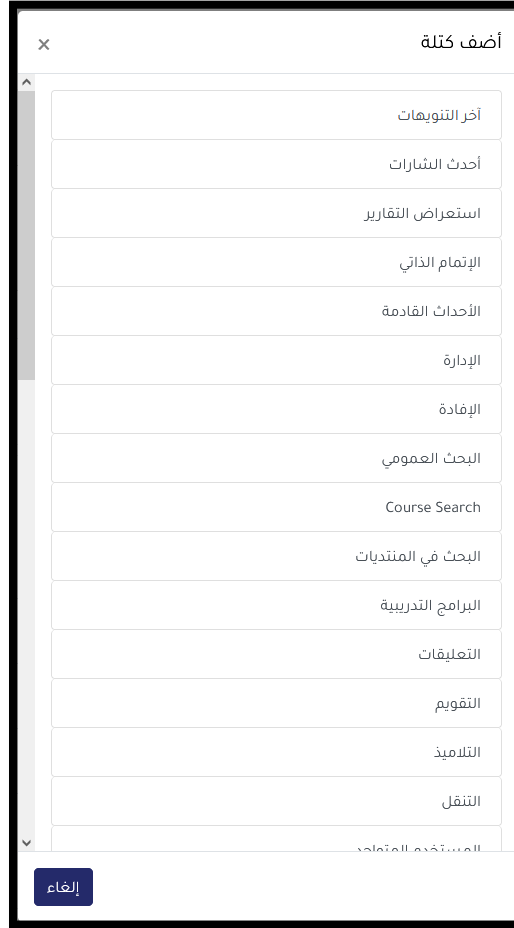 أضف كتلة
×
آخر التنويهات
أحدث الشارات
استعراض التقارير
الإتمام الذاتي
الأحداث القادمة
الإدارة
الإفادة
البحث العمومي
Course Search
البحث في المنتديات
البرامج التدريبية
التعليقات
التقويم
التلاميذ
التنقل
إلغاء